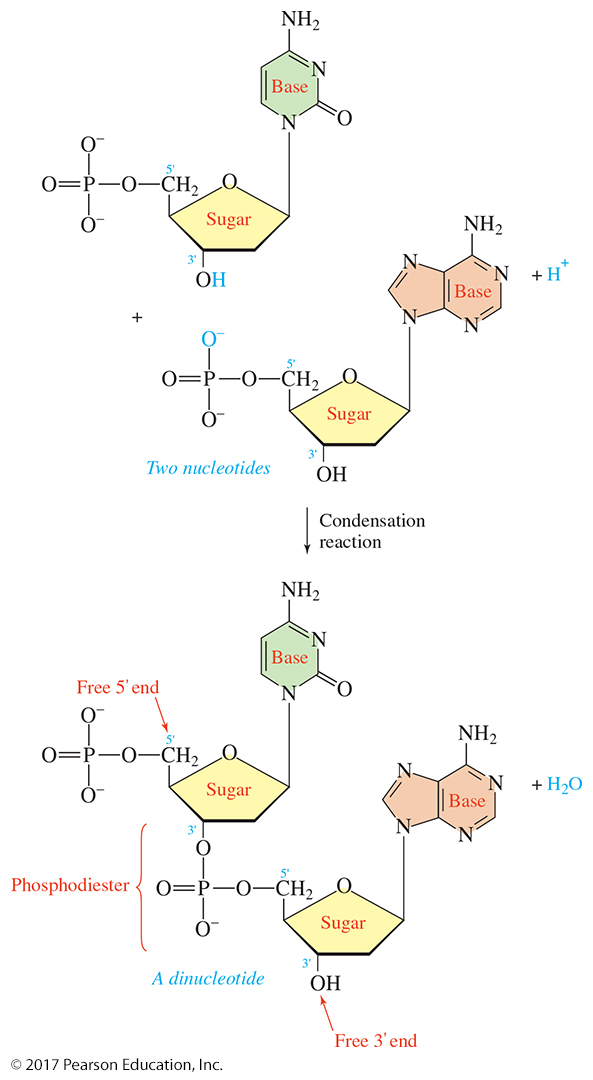 NH₂
N
Base
N
O
O⁻
5'
O=P—O—CH₂
O
O⁻
Sugar
3'
OH
NH₂
N
N
+ H⁺
Base
N
N
+
O⁻
5'
O=P—O—CH₂
O
O⁻
Sugar
3'
OH
Two nucleotides
Condensation
reaction
NH₂
N
Base
N
O
Free 5' end
O⁻
5'
O=P—O—CH₂
O
O⁻
Sugar
3'
NH₂
N
N
+ H₂O
Base
N
N
O
Phosphodiester
5'
O=P—O—CH₂
O
O⁻
Sugar
3'
OH
A dinucleotide
Free 3' end
© 2017 Pearson Education, Inc.